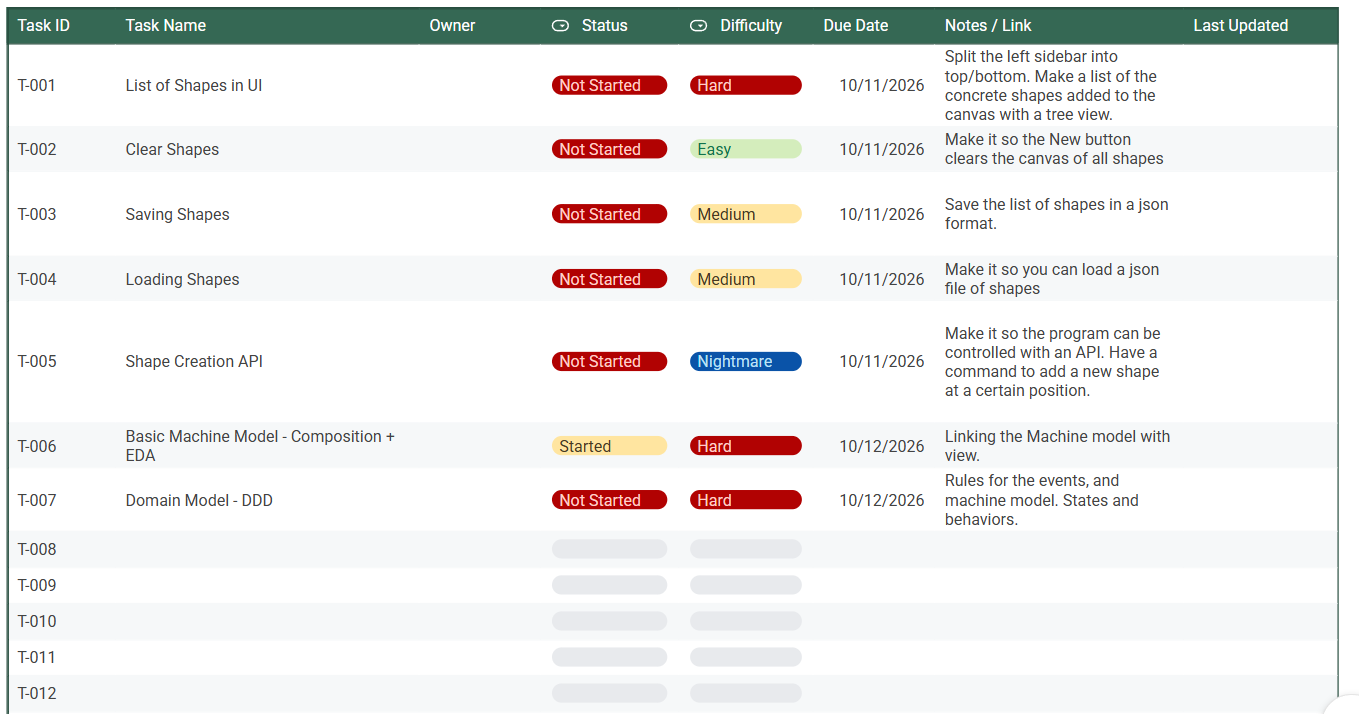 Task ID Task Name Owner Status Difficulty Due Date Notes / Link Last Updated
T-001 List of Shapes in UI Not Started Hard 10/11/2026 Split the left sidebar into
top/bottom. Make a list of the
concrete shapes added to the
canvas with a tree view.
T-002 Clear Shapes Not Started Easy 10/11/2026 Make it so the New button
clears the canvas of all shapes
T-003 Saving Shapes Not Started Medium 10/11/2026 Save the list of shapes in a json
format.
T-004 Loading Shapes Not Started Medium 10/11/2026 Make it so you can load a json
file of shapes
T-005 Shape Creation API Not Started Nightmare 10/11/2026 Make it so the program can be
controlled with an API. Have a
command to add a new shape
at a certain position.
T-006 Basic Machine Model - Composition + Started Hard 10/12/2026 Linking the Machine model with
EDA view.
T-007 Domain Model - DDD Not Started Hard 10/12/2026 Rules for the events, and
machine model. States and
behaviors.
T-008
T-009
T-010
T-011
T-012